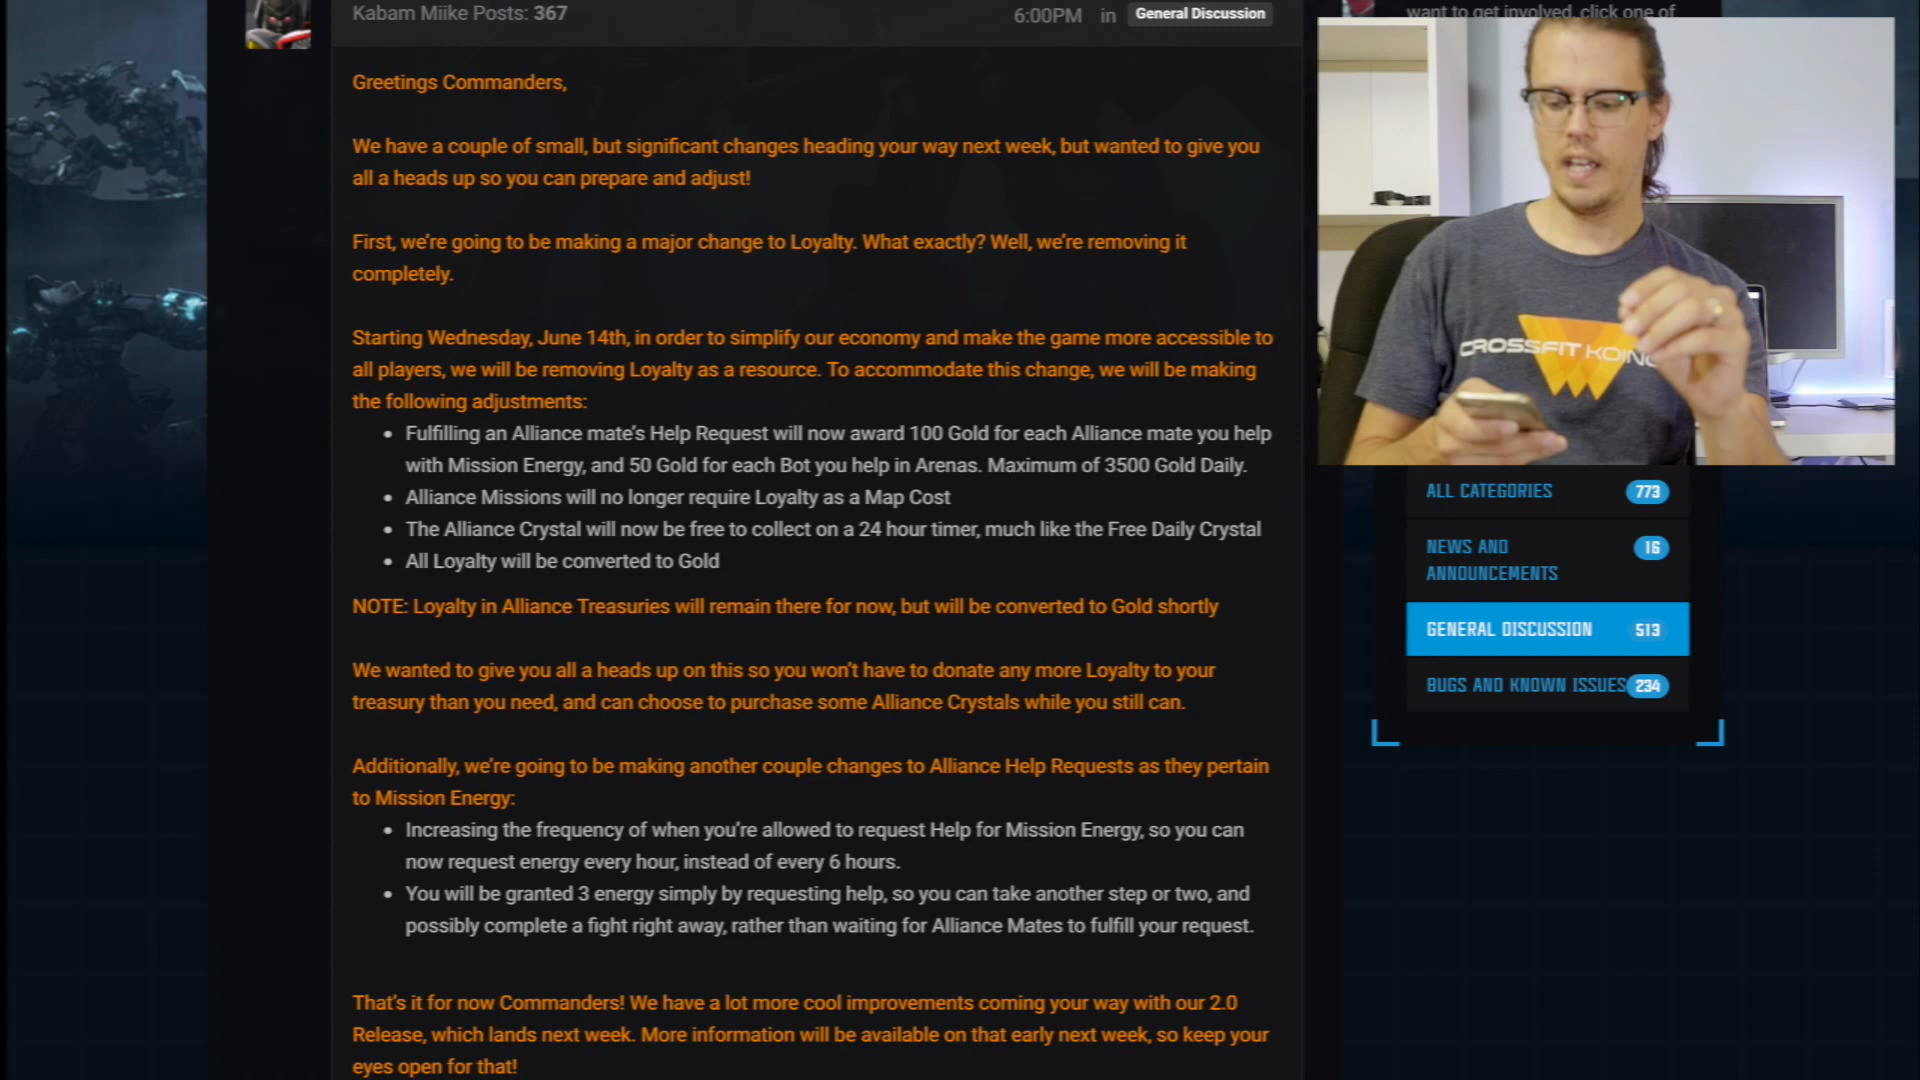 Kabam Miike Posts: 367
6:00PM in General Discussion
Greetings Commanders,
We have a couple of small, but significant changes heading your way next week, but wanted to give you
all a heads up so you can prepare and adjust!
First, we're going to be making a major change to Loyalty. What exactly? Well, we're removing it
completely.
Starting Wednesday, June 14th, in order to simplify our economy and make the game more accessible to
all players, we will be removing Loyalty as a resource. To accommodate this change, we will be making
the following adjustments:
• Fulfilling an Alliance mate's Help Request will now award 100 Gold for each Alliance mate you help
with Mission Energy, and 50 Gold for each Bot you help in Arenas. Maximum of 3500 Gold Daily.
• Alliance Missions will no longer require Loyalty as a Map Cost
• The Alliance Crystal will now be free to collect on a 24 hour timer, much like the Free Daily Crystal
• All Loyalty will be converted to Gold
NOTE: Loyalty in Alliance Treasuries will remain there for now, but will be converted to Gold shortly
We wanted to give you all a heads up on this so you won't have to donate any more Loyalty to your
treasury than you need, and can choose to purchase some Alliance Crystals while you still can.
Additionally, we're going to be making another couple changes to Alliance Help Requests as they pertain
to Mission Energy:
• Increasing the frequency of when you're allowed to request Help for Mission Energy, so you can
now request energy every hour, instead of every 6 hours.
• You will be granted 3 energy simply by requesting help, so you can take another step or two, and
possibly complete a fight right away, rather than waiting for Alliance Mates to fulfill your request.
That's it for now Commanders! We have a lot more cool improvements coming your way with our 2.0
Release, which lands next week. More information will be available on that early next week, so keep your
eyes open for that!
want to get involved, click one of
CROSSFIT
ALL CATEGORIES 773
NEWS AND
ANNOUNCEMENTS 16
GENERAL DISCUSSION 513
BUGS AND KNOWN ISSUES 234